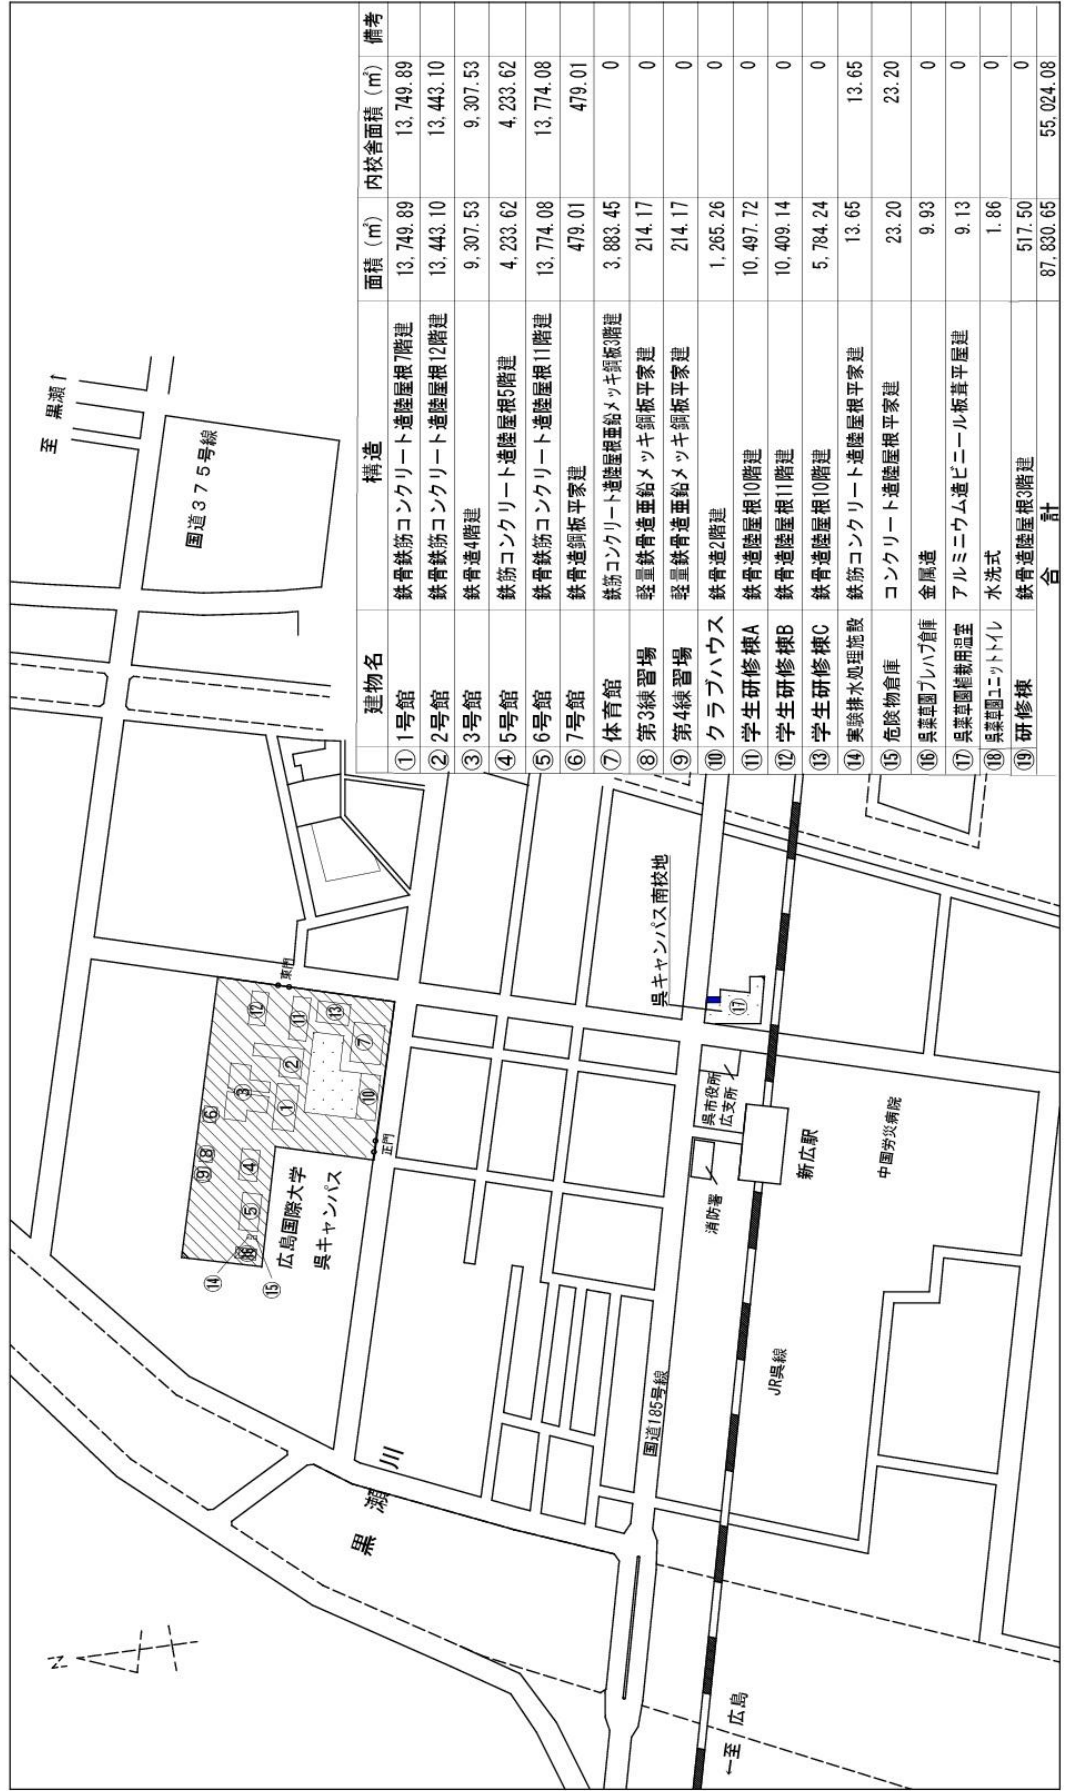 至 黒瀬↑
国道375号線
東門
正門
⑫
⑪
⑬
②
⑦
③
①
⑩
⑥
⑨⑧
④
⑤
⑭
⑮
広島国際大学
呉キャンパス
呉キャンパス南校地
⑰
呉市役所
広支所
消防署
新広駅
中国労災病院
国道185号線
JR呉線
黒瀬川
N
←至 広島
建物名 構造 面積(㎡) 内校舎面積(㎡) 備考
① 1号館 鉄骨鉄筋コンクリート造陸屋根7階建 13,749.89 13,749.89
② 2号館 鉄骨鉄筋コンクリート造陸屋根12階建 13,443.10 13,443.10
③ 3号館 鉄骨造4階建 9,307.53 9,307.53
④ 5号館 鉄筋コンクリート造陸屋根5階建 4,233.62 4,233.62
⑤ 6号館 鉄骨鉄筋コンクリート造陸屋根11階建 13,774.08 13,774.08
⑥ 7号館 鉄骨造鋼板平家建 479.01 479.01
⑦ 体育館 鉄筋コンクリート造陸屋根亜鉛メッキ鋼板3階建 3,883.45 0
⑧ 第3練習場 軽量鉄骨造亜鉛メッキ鋼板平家建 214.17 0
⑨ 第4練習場 軽量鉄骨造亜鉛メッキ鋼板平家建 214.17 0
⑩ クラブハウス 鉄骨造2階建 1,265.26 0
⑪ 学生研修棟A 鉄骨造陸屋根10階建 10,497.72 0
⑫ 学生研修棟B 鉄骨造陸屋根11階建 10,409.14 0
⑬ 学生研修棟C 鉄骨造陸屋根10階建 5,784.24 0
⑭ 実験排水処理施設 鉄筋コンクリート造陸屋根平家建 13.65 13.65
⑮ 危険物倉庫 コンクリート造陸屋根平家建 23.20 23.20
⑯ 呉薬草園プレハブ倉庫 金属造 9.93 0
⑰ 呉薬草園植栽用温室 アルミニウム造ビニール板葺平屋建 9.13 0
⑱ 呉薬草園ユニットトイレ 水洗式 1.86 0
⑲ 研修棟 鉄骨造陸屋根3階建 517.50 0
合計 87,830.65 55,024.08